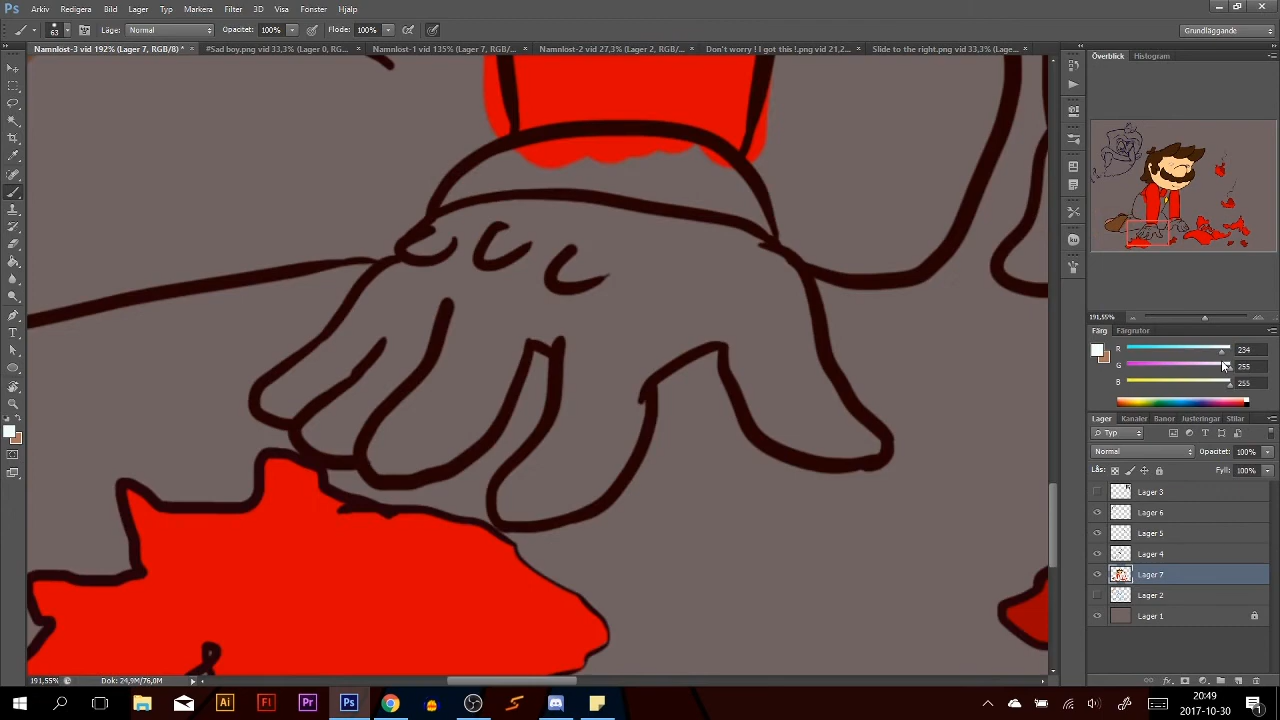 Ps Arkiv Redigera Bild Lager Typ Markera Filter 3D Visa Fönster Hjälp
63 Läge: Normal Opacitet: 100% Flöde: 100% Grundläggande
Namnlöst-3 vid 192% (Lager 7, RGB/8) * × #Sad boy.png vid 33,3% (Lager 0, RG... × Namnlöst-1 vid 135% (Lager 7, RGB/... × Namnlöst-2 vid 27,3% (Lager 2, RGB/... × Don't worry ! I got this !.png vid 21,2... × Slide to the right.png vid 33,3% (Lage... ×
Överblick Histogram
191,55%
Färg Färgrutor
R 234
G 255
B 255
Lager Kanaler Banor Justeringar Stilar
Typ
Normal Opacitet: 100%
Lås: Fyll: 100%
Lager 3
Lager 6
Lager 5
Lager 4
Lager 7
Lager 2
Lager 1
191,55% Dok: 24,9M/76,0M
Ai Fl Pr Ps
20:49
2017-10-30